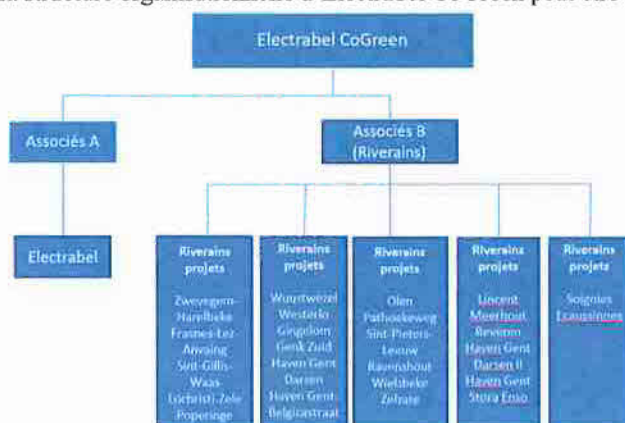 Electrabel CoGreen
Associés A
Associés B
(Riverains)
Electrabel
Riverains
projets
Zwevegem-
Harelbeke
Frasnes-Lez-
Anvaing
Sint-Gillis-
Waas
Lochristi Zele
Poperinge
Riverains
projets
Wuustwezel
Westerlo
Gingelom
Genk Zuid
Haven Gent
Darsen
Haven Gent
Belgicastraat
Riverains
projets
Olen
Pathoekeweg
Sint-Pieters-
Leeuw
Ravenshout
Wielsbeke
Zelzate
Riverains
projets
Lincent
Meerhout
Beveren
Haven Gent
Darsen II
Haven Gent
Stora Enso
Riverains
projets
Soignies
Ecaussinnes